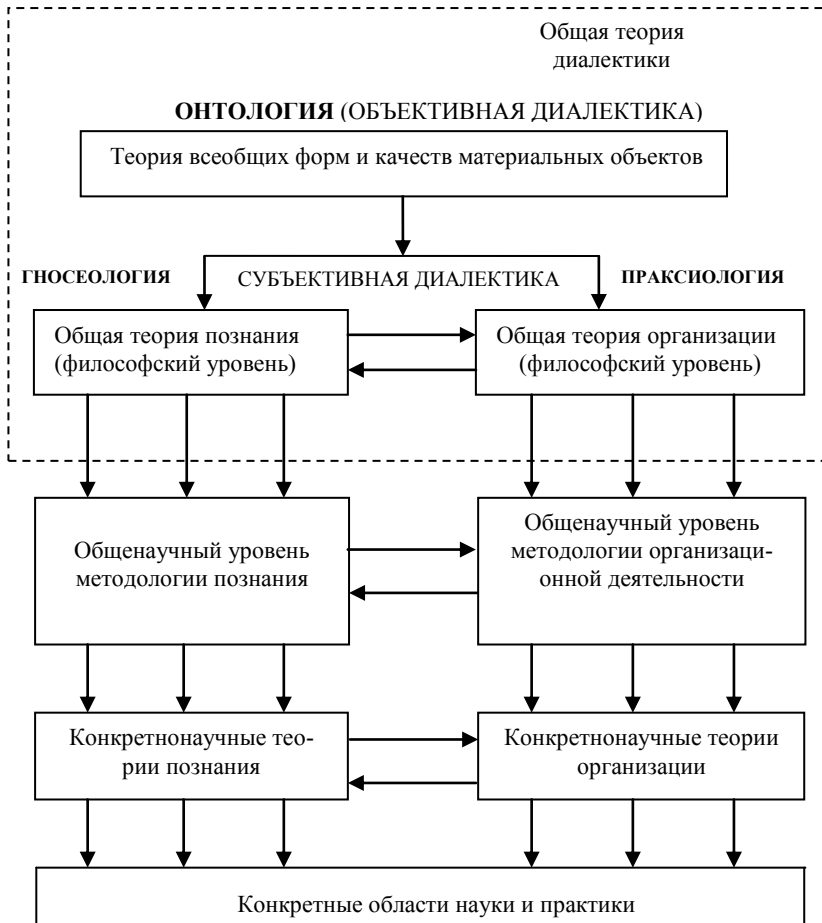 Общая теория
диалектики
ОНТОЛОГИЯ (ОБЪЕКТИВНАЯ ДИАЛЕКТИКА)
Теория всеобщих форм и качеств материальных объектов
ГНОСЕОЛОГИЯ
СУБЪЕКТИВНАЯ ДИАЛЕКТИКА
ПРАКСИОЛОГИЯ
Общая теория познания
(философский уровень)
Общая теория организации
(философский уровень)
Общенаучный уровень
методологии познания
Общенаучный уровень
методологии организаци-
онной деятельности
Конкретнонаучные тео-
рии познания
Конкретнонаучные теории
организации
Конкретные области науки и практики